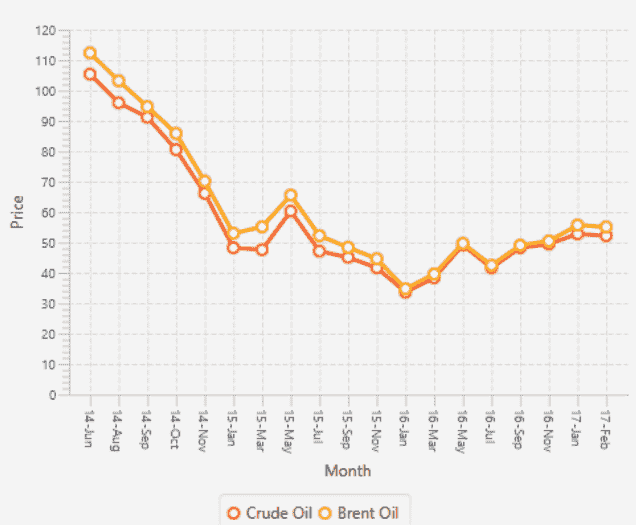 120
110
100
90
80
70
60
50
40
30
20
10
0
Price
14-Jun
14-Aug
14-Sep
14-Oct
14-Nov
15-Jan
15-Mar
15-May
15-Jul
15-Sep
15-Nov
16-Jan
16-Mar
16-May
16-Jul
16-Sep
16-Nov
17-Jan
17-Feb
Month
Crude Oil Brent Oil